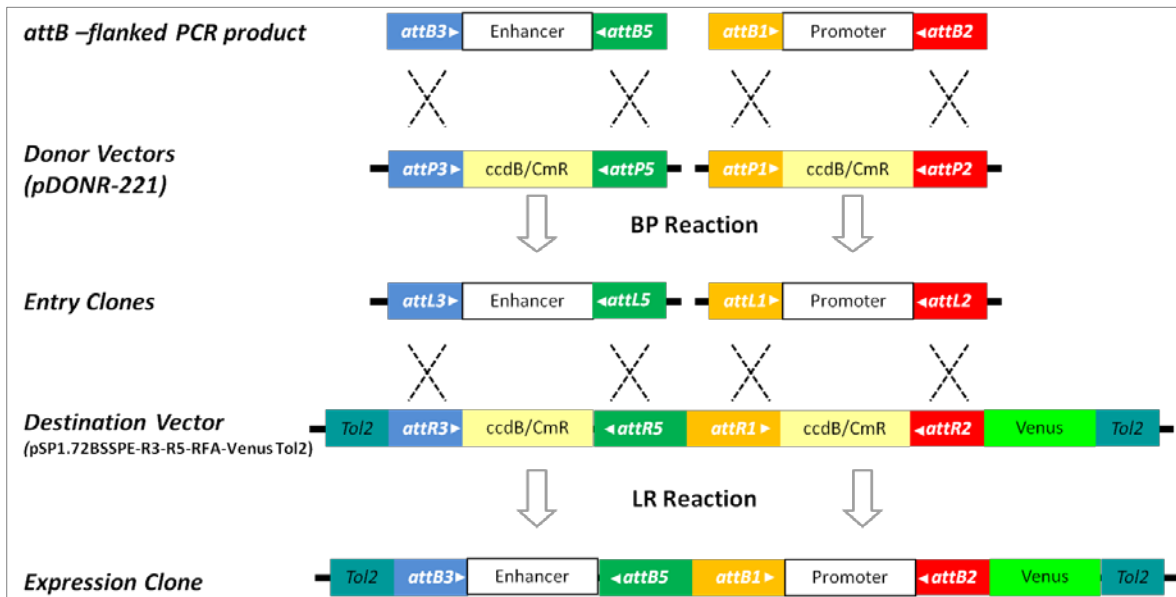 attB –flanked PCR product
attB3 Enhancer attB5 attB1 Promoter attB2
Donor Vectors
(pDONR-221)
attP3 ccdB/CmR attP5 attP1 ccdB/CmR attP2
BP Reaction
Entry Clones
attL3 Enhancer attL5 attL1 Promoter attL2
Destination Vector
(pSP1.72BSSPE-R3-R5-RFA-Venus Tol2)
Tol2 attR3 ccdB/CmR attR5 attR1 ccdB/CmR attR2 Venus Tol2
LR Reaction
Expression Clone
Tol2 attB3 Enhancer attB5 attB1 Promoter attB2 Venus Tol2